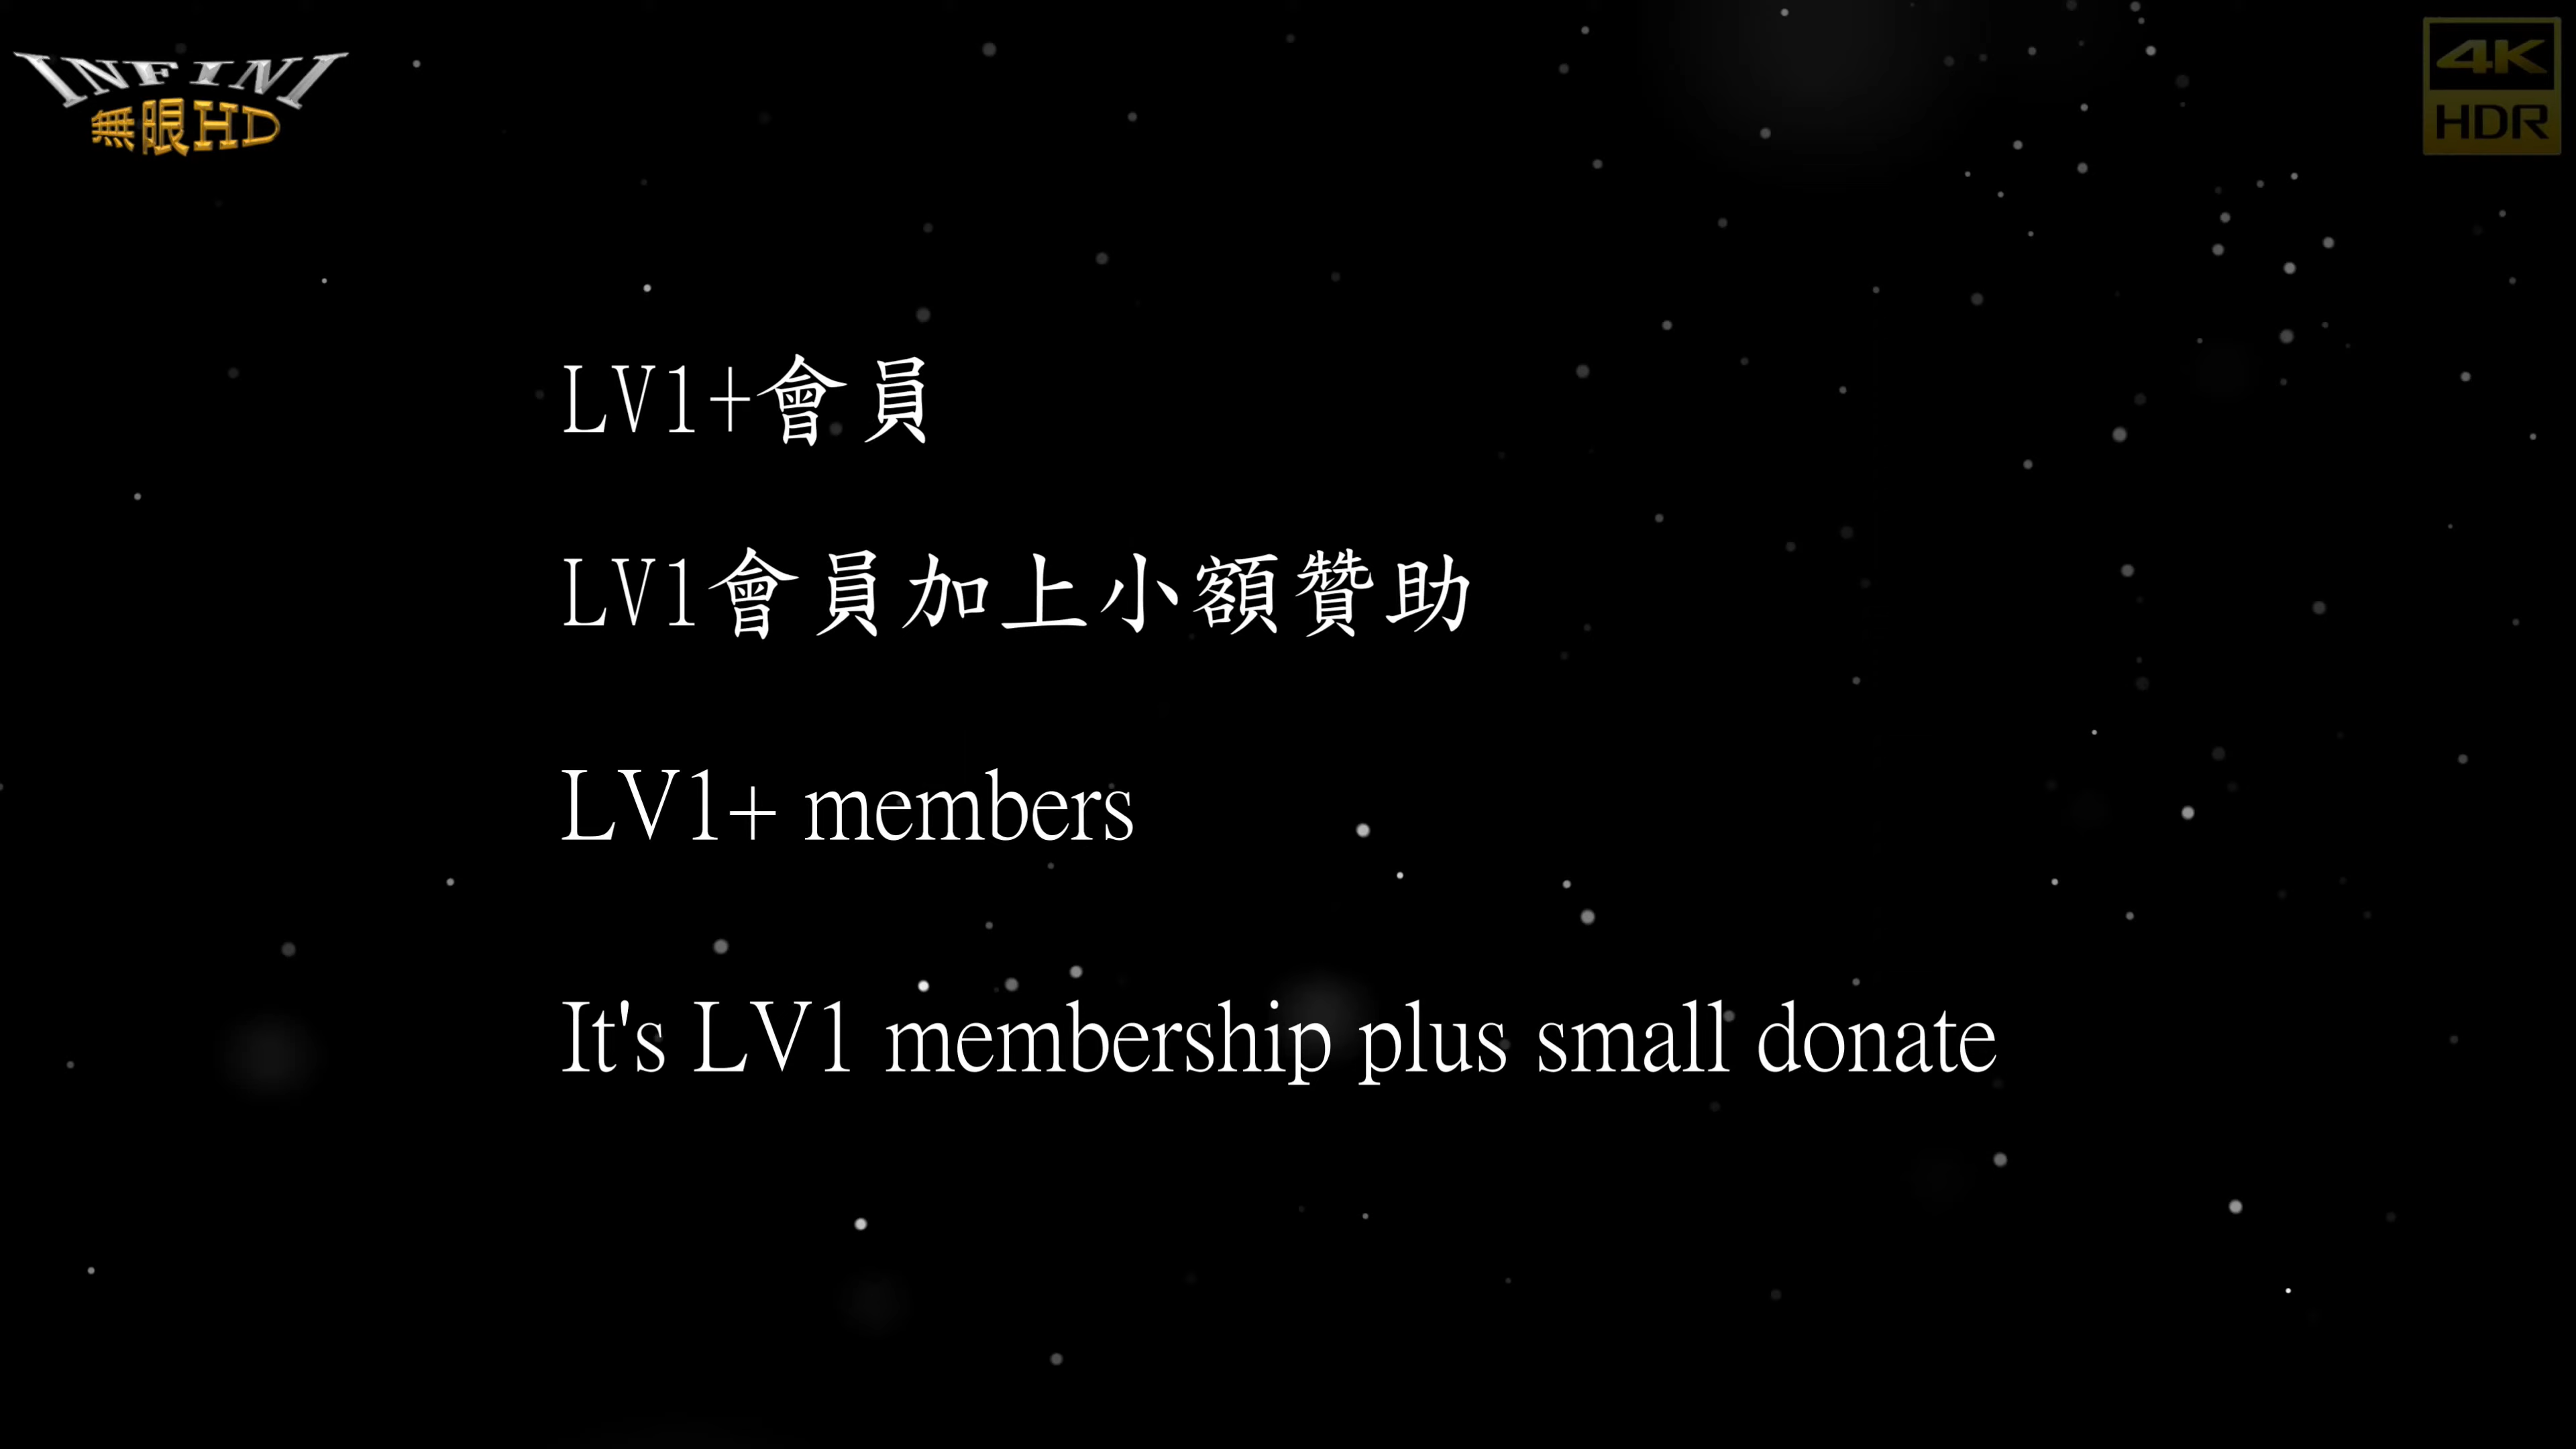 INFINI
無限HD
4K
HDR
LV1+會員
LV1會員加上小額贊助
LV1+ members
It's LV1 membership plus small donate